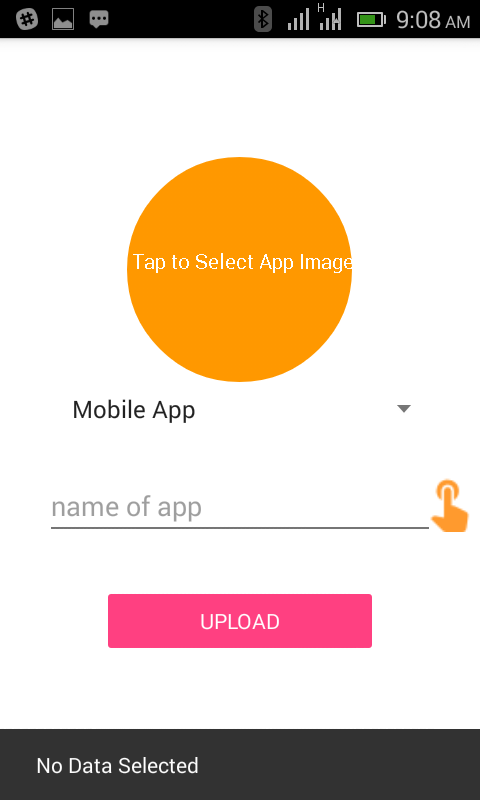 H
9:08 AM
Tap to Select App Image
Mobile App
name of app
UPLOAD
No Data Selected